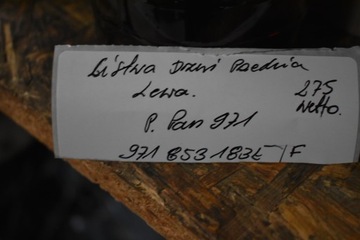 Listwa Drzwi Przednia
Lewa. 275
Netto.
P. Pan 971
971 853 183E /F